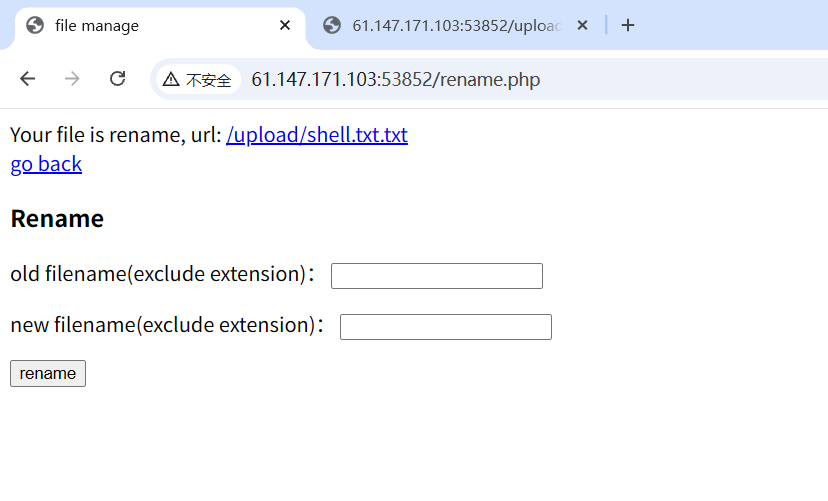 file manage
61.147.171.103:53852/upload
不安全
61.147.171.103:53852/rename.php
Your file is rename, url: /upload/shell.txt.txt
go back
Rename
old filename(exclude extension)：
new filename(exclude extension)：
rename